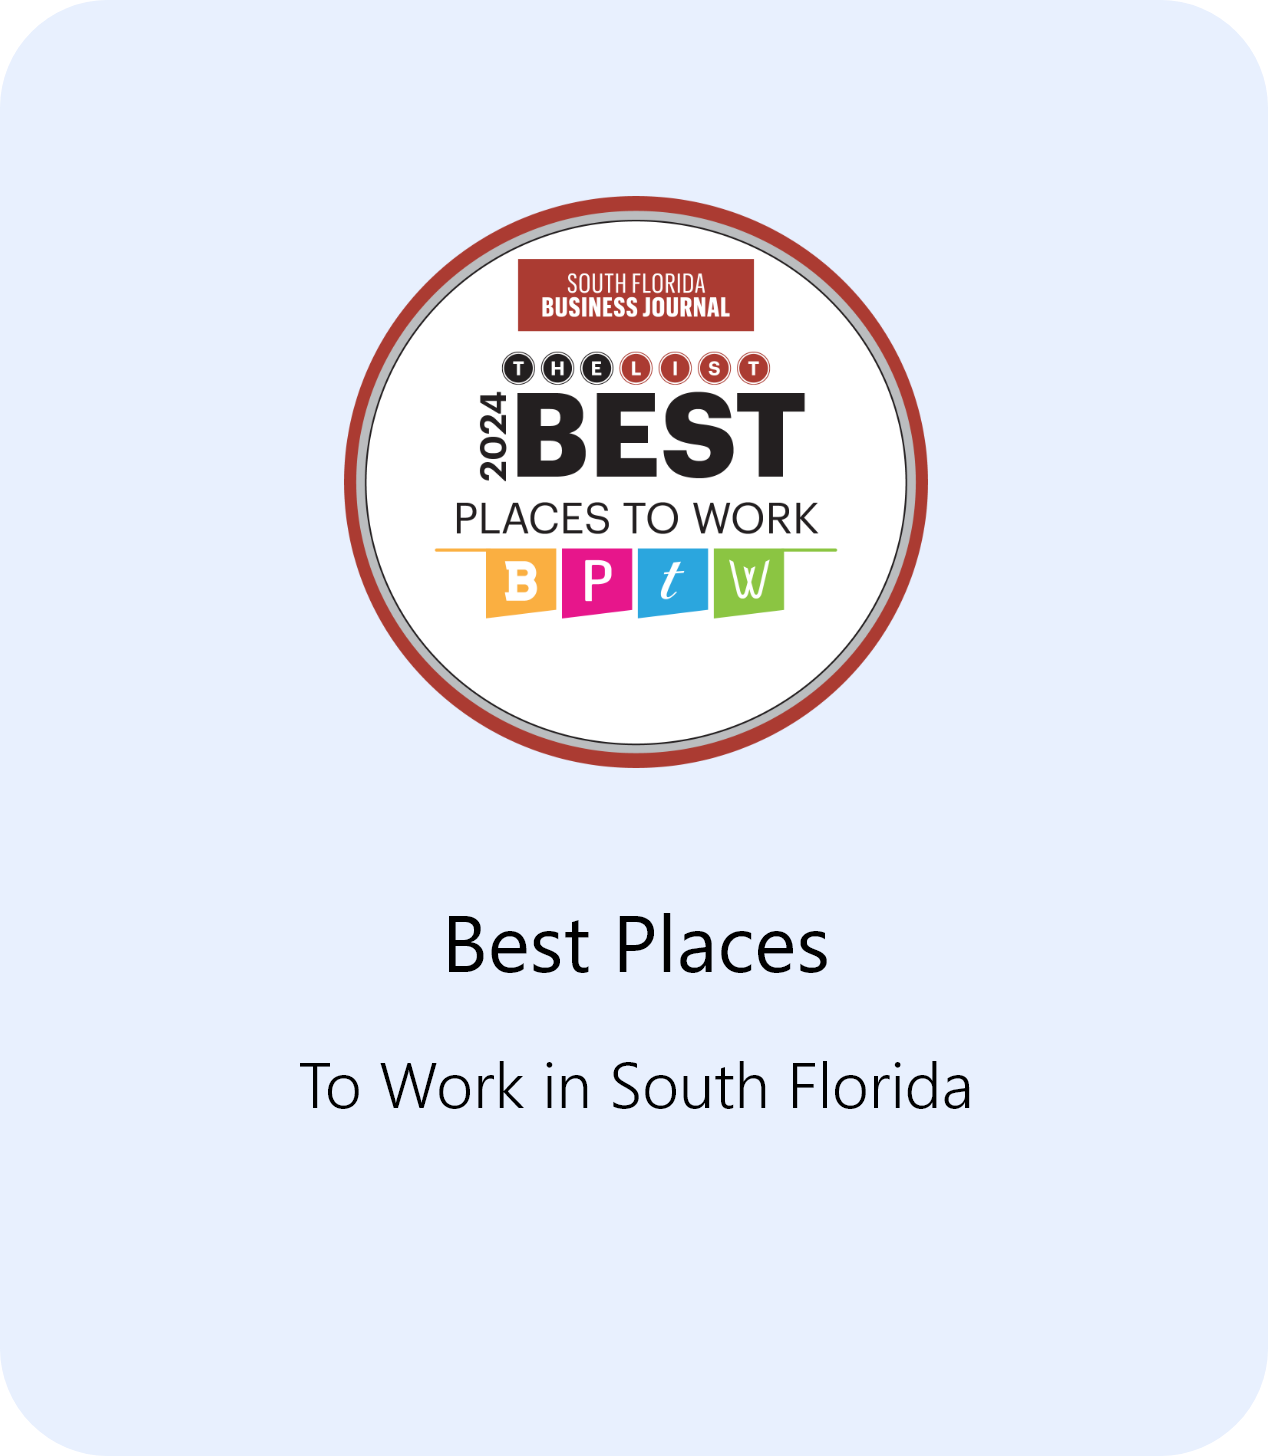 SOUTH FLORIDA
BUSINESS JOURNAL
THE LIST
2024
BEST
PLACES TO WORK
B P t W
Best Places
To Work in South Florida